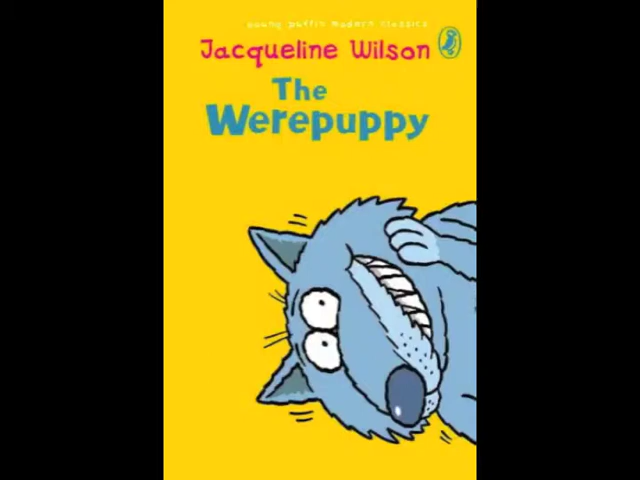 young puffin modern classics
Jacqueline Wilson
The
Werepuppy